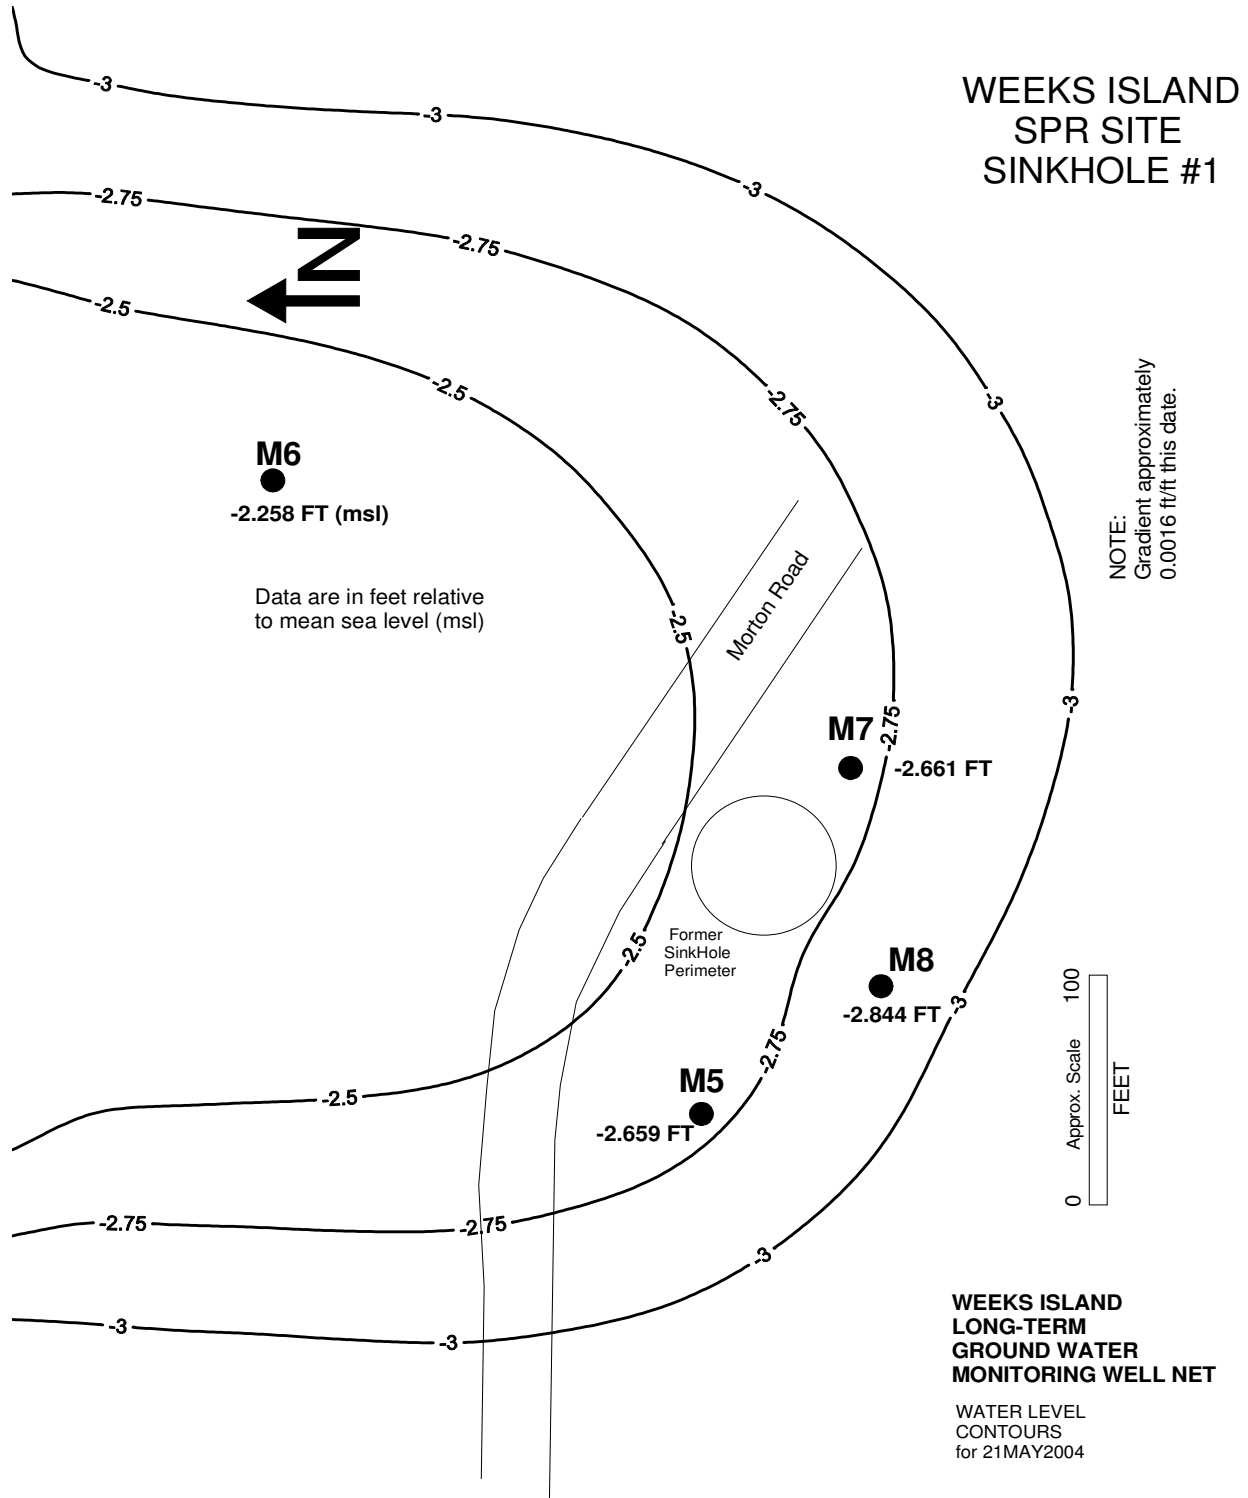 WEEKS ISLAND
SPR SITE
SINKHOLE #1
-3
-3
-3
-2.75
-2.75
N
-2.5
-2.5
-2.75
-3
NOTE:
Gradient approximately
0.0016 ft/ft this date.
M6
-2.258 FT (msl)
Data are in feet relative
to mean sea level (msl)
Morton Road
-2.5
-3
-2.75
M7
-2.661 FT
Former
SinkHole
Perimeter
-2.5
M8
-2.844 FT
-3
-2.75
M5
-2.659 FT
-2.5
0 Approx. Scale 100
FEET
-2.75
-2.75
-3
-3
-3
WEEKS ISLAND
LONG-TERM
GROUND WATER
MONITORING WELL NET
WATER LEVEL
CONTOURS
for 21MAY2004